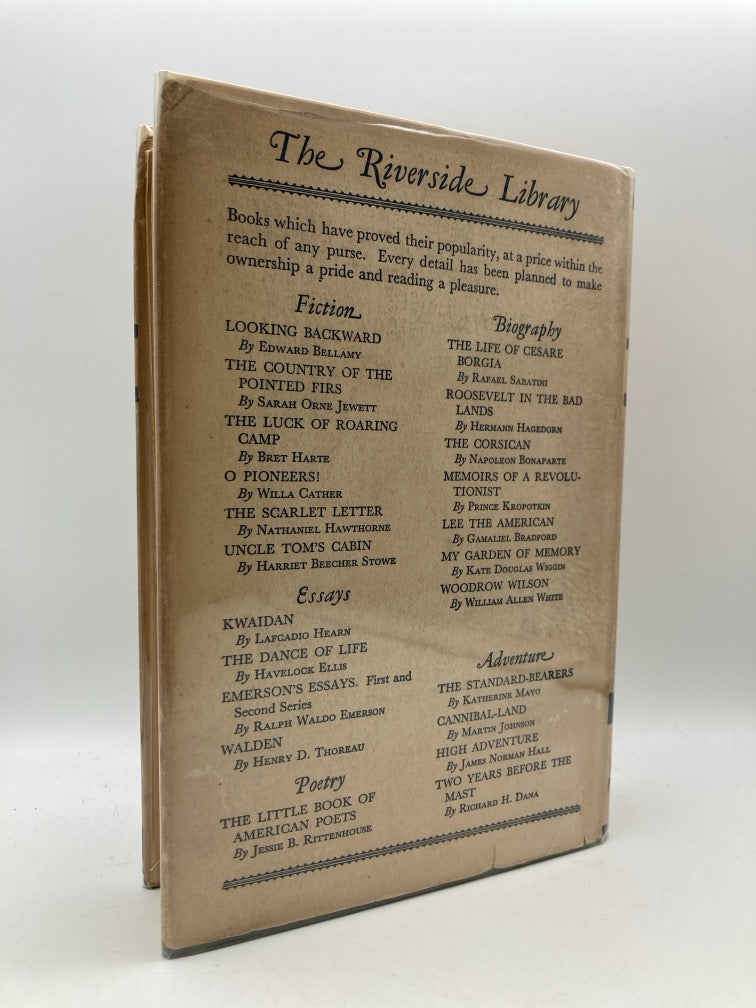 The Riverside Library
Books which have proved their popularity, at a price within the
reach of any purse. Every detail has been planned to make
ownership a pride and reading a pleasure.
Fiction
LOOKING BACKWARD
By EDWARD BELLAMY
THE COUNTRY OF THE
POINTED FIRS
By SARAH ORNE JEWETT
THE LUCK OF ROARING
CAMP
By BRET HARTE
O PIONEERS!
By WILLA CATHER
THE SCARLET LETTER
By NATHANIEL HAWTHORNE
UNCLE TOM'S CABIN
By HARRIET BEECHER STOWE
Essays
KWAIDAN
By LAFCADIO HEARN
THE DANCE OF LIFE
By HAVELOCK ELLIS
EMERSON'S ESSAYS. First and
Second Series
By RALPH WALDO EMERSON
WALDEN
By HENRY D. THOREAU
Poetry
THE LITTLE BOOK OF
AMERICAN POETS
By JESSIE B. RITTENHOUSE
Biography
THE LIFE OF CESARE
BORGIA
By RAFAEL SABATINI
ROOSEVELT IN THE BAD
LANDS
By HERMANN HAGEDORN
THE CORSICAN
By NAPOLEON BONAPARTE
MEMOIRS OF A REVOLU-
TIONIST
By PRINCE KROPOTKIN
LEE THE AMERICAN
By GAMALIEL BRADFORD
MY GARDEN OF MEMORY
By KATE DOUGLAS WIGGIN
WOODROW WILSON
By WILLIAM ALLEN WHITE
Adventure
THE STANDARD-BEARERS
By KATHERINE MAYO
CANNIBAL-LAND
By MARTIN JOHNSON
HIGH ADVENTURE
By JAMES NORMAN HALL
TWO YEARS BEFORE THE
MAST
By RICHARD H. DANA